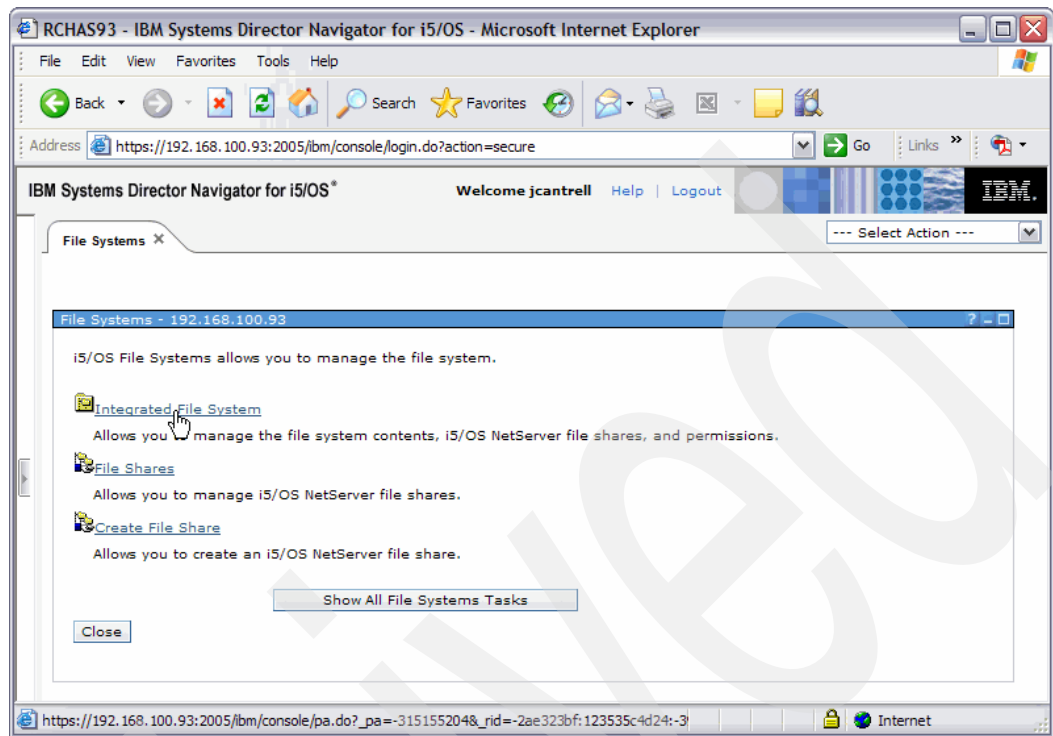 RCHAS93 - IBM Systems Director Navigator for i5/OS - Microsoft Internet Explorer
File Edit View Favorites Tools Help
Back Search Favorites
Address https://192.168.100.93:2005/ibm/console/login.do?action=secure Go Links »
IBM Systems Director Navigator for i5/OS® Welcome jcantrell Help | Logout IBM.
File Systems × --- Select Action ---
File Systems - 192.168.100.93 ? – □
i5/OS File Systems allows you to manage the file system.
Integrated File System
Allows you to manage the file system contents, i5/OS NetServer file shares, and permissions.
File Shares
Allows you to manage i5/OS NetServer file shares.
Create File Share
Allows you to create an i5/OS NetServer file share.
Show All File Systems Tasks
Close
https://192.168.100.93:2005/ibm/console/pa.do?_pa=-315155204&_rid=-2ae323bf:123535c4d24:-3 Internet